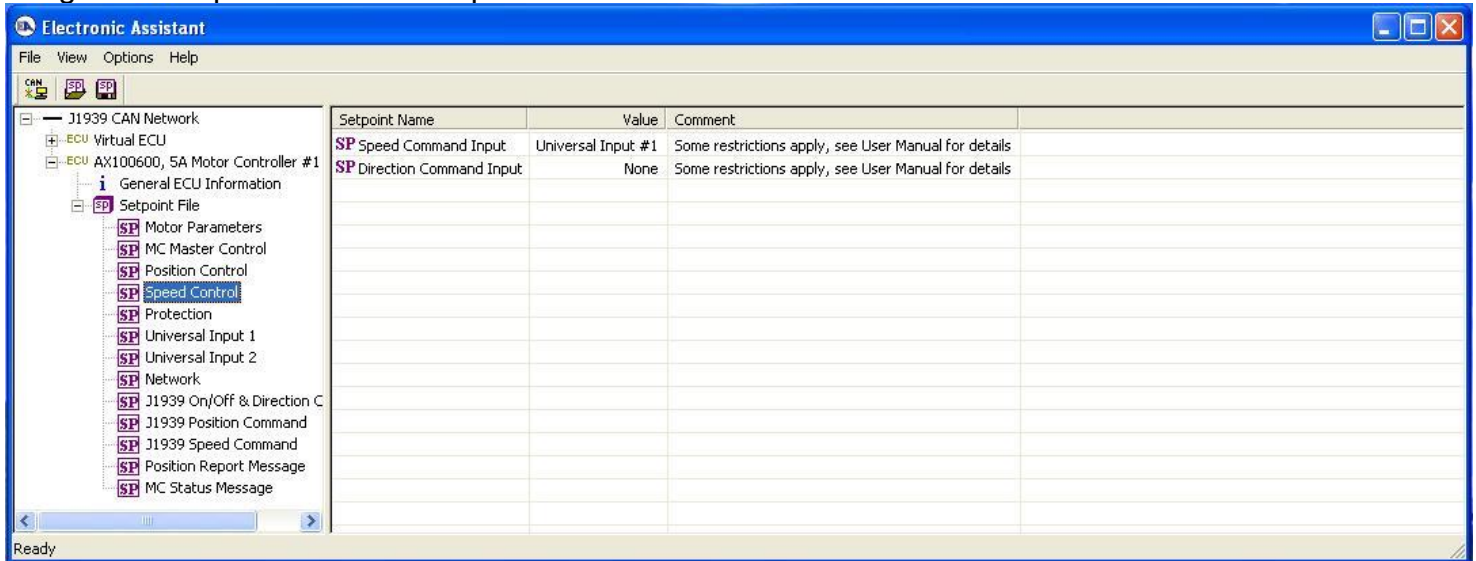 Electronic Assistant
File View Options Help
CAN SP SP
J1939 CAN Network
ECU Virtual ECU
ECU AX100600, 5A Motor Controller #1
i General ECU Information
SP Setpoint File
SP Motor Parameters
SP MC Master Control
SP Position Control
SP Speed Control
SP Protection
SP Universal Input 1
SP Universal Input 2
SP Network
SP J1939 On/Off & Direction C
SP J1939 Position Command
SP J1939 Speed Command
SP Position Report Message
SP MC Status Message
Setpoint Name Value Comment
SP Speed Command Input Universal Input #1 Some restrictions apply, see User Manual for details
SP Direction Command Input None Some restrictions apply, see User Manual for details
Ready